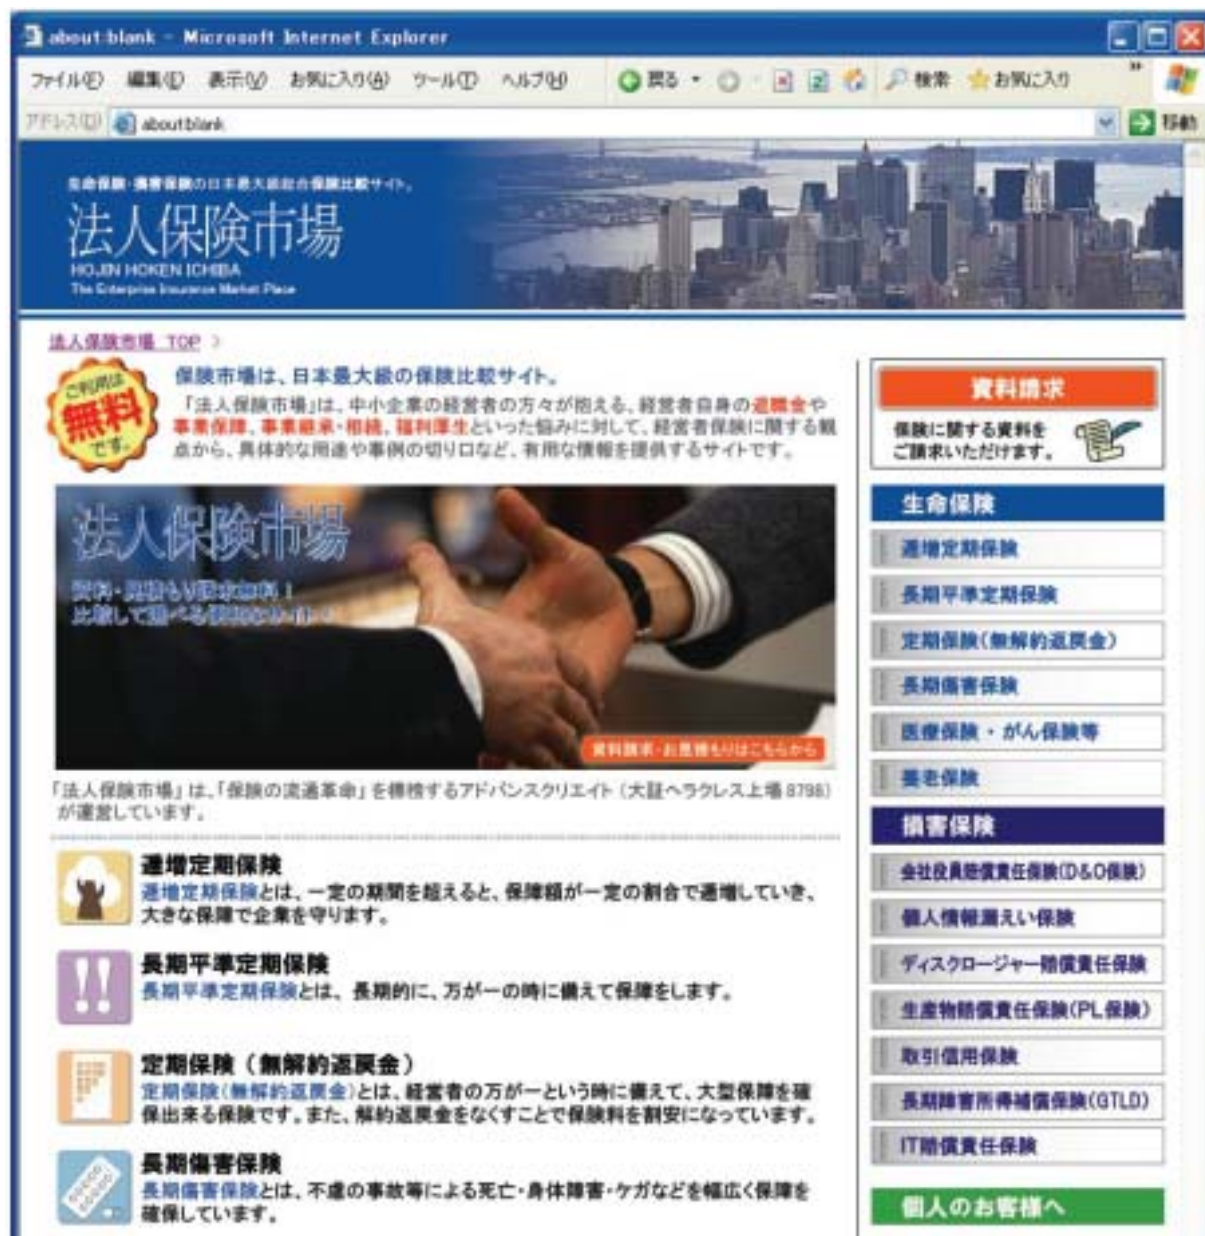 about:blank - Microsoft Internet Explorer
ファイル(F) 編集(E) 表示(V) お気に入り(A) ツール(T) ヘルプ(H) 戻る 検索 お気に入り »
アドレス(D) about:blank 移動
生命保険・損害保険の日本最大級総合保険比較サイト。
法人保険市場
HOJIN HOKEN ICHIBA
The Enterprise Insurance Market Place
法人保険市場 TOP >
ご利用は
無料
です。
保険市場は、日本最大級の保険比較サイト。
「法人保険市場」は、中小企業の経営者の方々が抱える、経営者自身の退職金や
事業保障、事業継承・相続、福利厚生といった悩みに対して、経営者保険に関する観
点から、具体的な用途や事例の切り口など、有用な情報を提供するサイトです。
法人保険市場
資料・見積もり請求無料!
比較して選べる便利なサイト!
資料請求・お見積もりはこちらから
「法人保険市場」は、「保険の流通革命」を標榜するアドバンスクリエイト（大証ヘラクレス上場 8798）
が運営しています。
逓増定期保険
逓増定期保険とは、一定の期間を超えると、保障額が一定の割合で逓増していき、
大きな保障で企業を守ります。
長期平準定期保険
長期平準定期保険とは、長期的に、万が一の時に備えて保障をします。
定期保険（無解約返戻金）
定期保険(無解約返戻金)とは、経営者の万が一という時に備えて、大型保障を確
保出来る保険です。また、解約返戻金をなくすことで保険料を割安になっています。
長期傷害保険
長期傷害保険とは、不慮の事故等による死亡・身体障害・ケガなどを幅広く保障を
確保しています。
資料請求
保険に関する資料を
ご請求いただけます。
生命保険
逓増定期保険
長期平準定期保険
定期保険(無解約返戻金)
長期傷害保険
医療保険・がん保険等
養老保険
損害保険
会社役員賠償責任保険(D&O保険)
個人情報漏えい保険
ディスクロージャー賠償責任保険
生産物賠償責任保険(PL保険)
取引信用保険
長期障害所得補償保険(GTLD)
IT賠償責任保険
個人のお客様へ